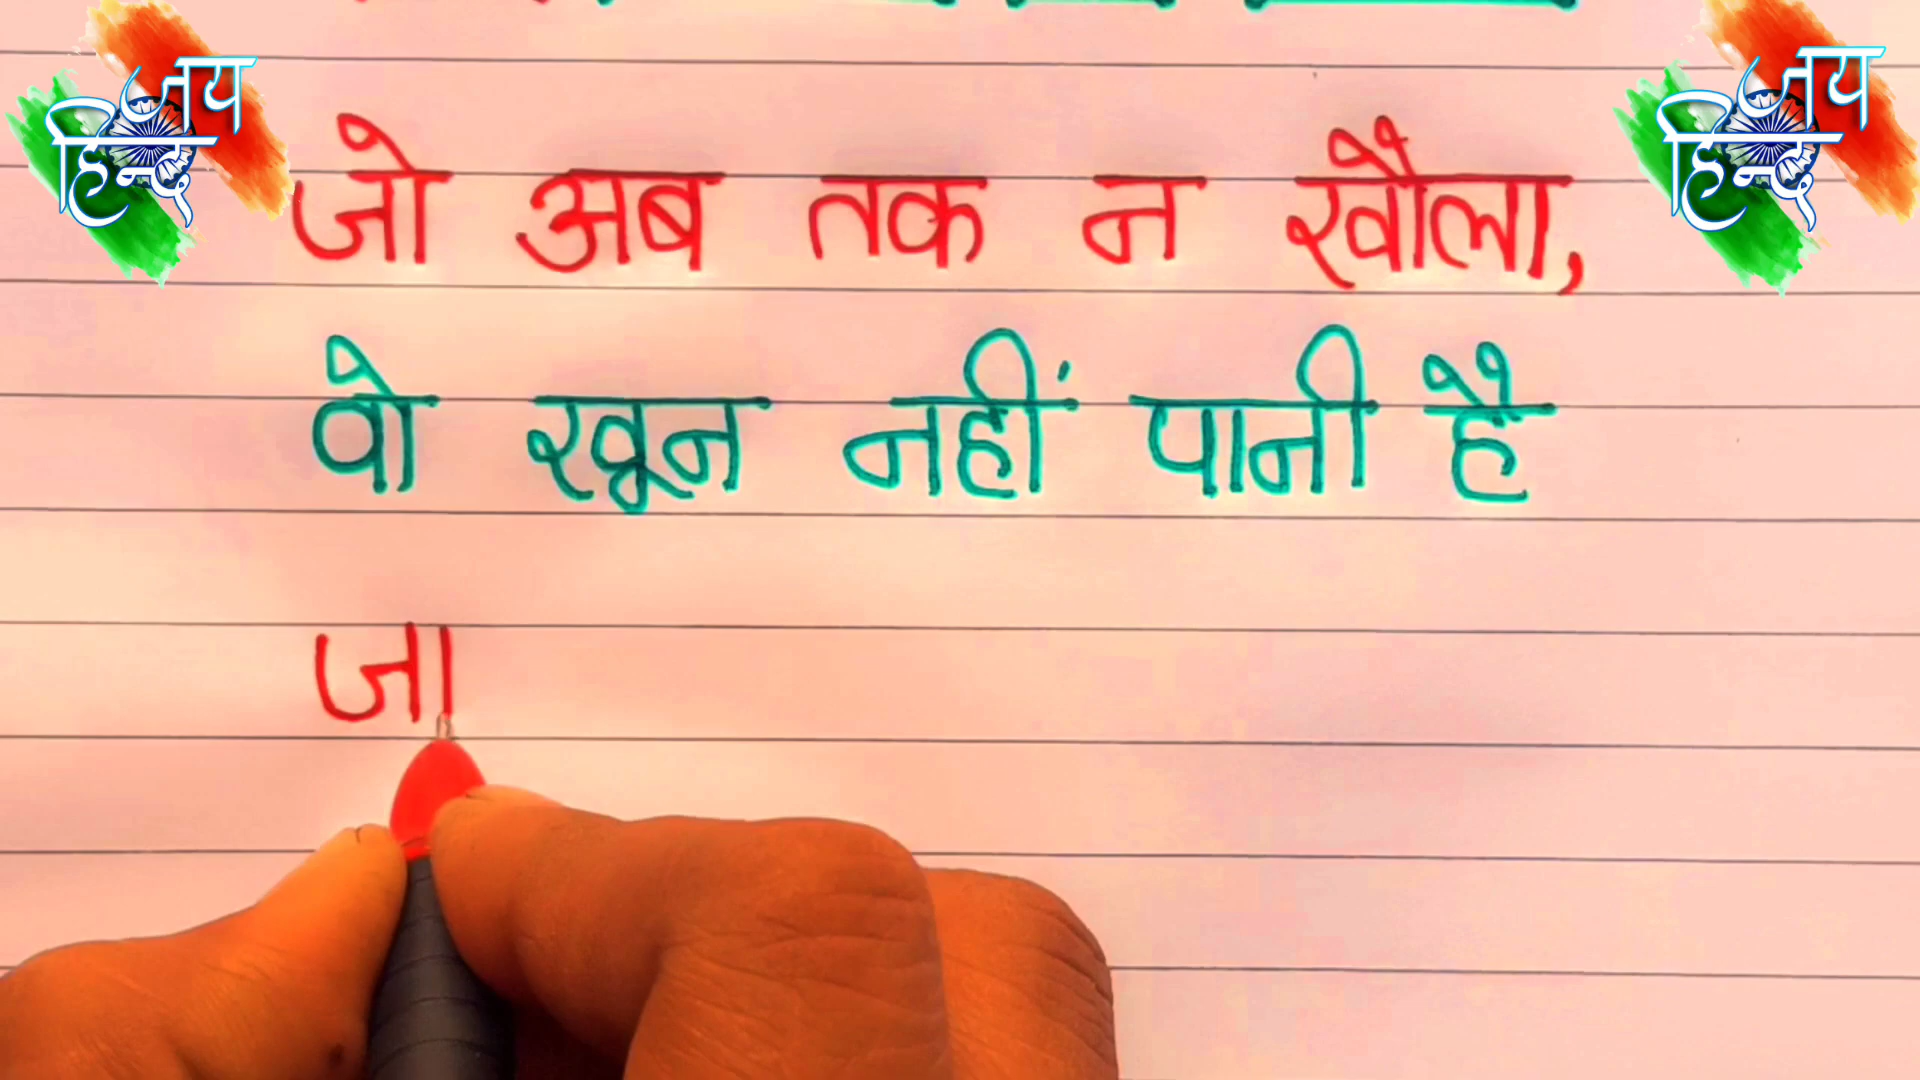 जय
हिन्द
जय
हिन्द
जो अब तक न खौला,
वो खून नहीं पानी है
जा